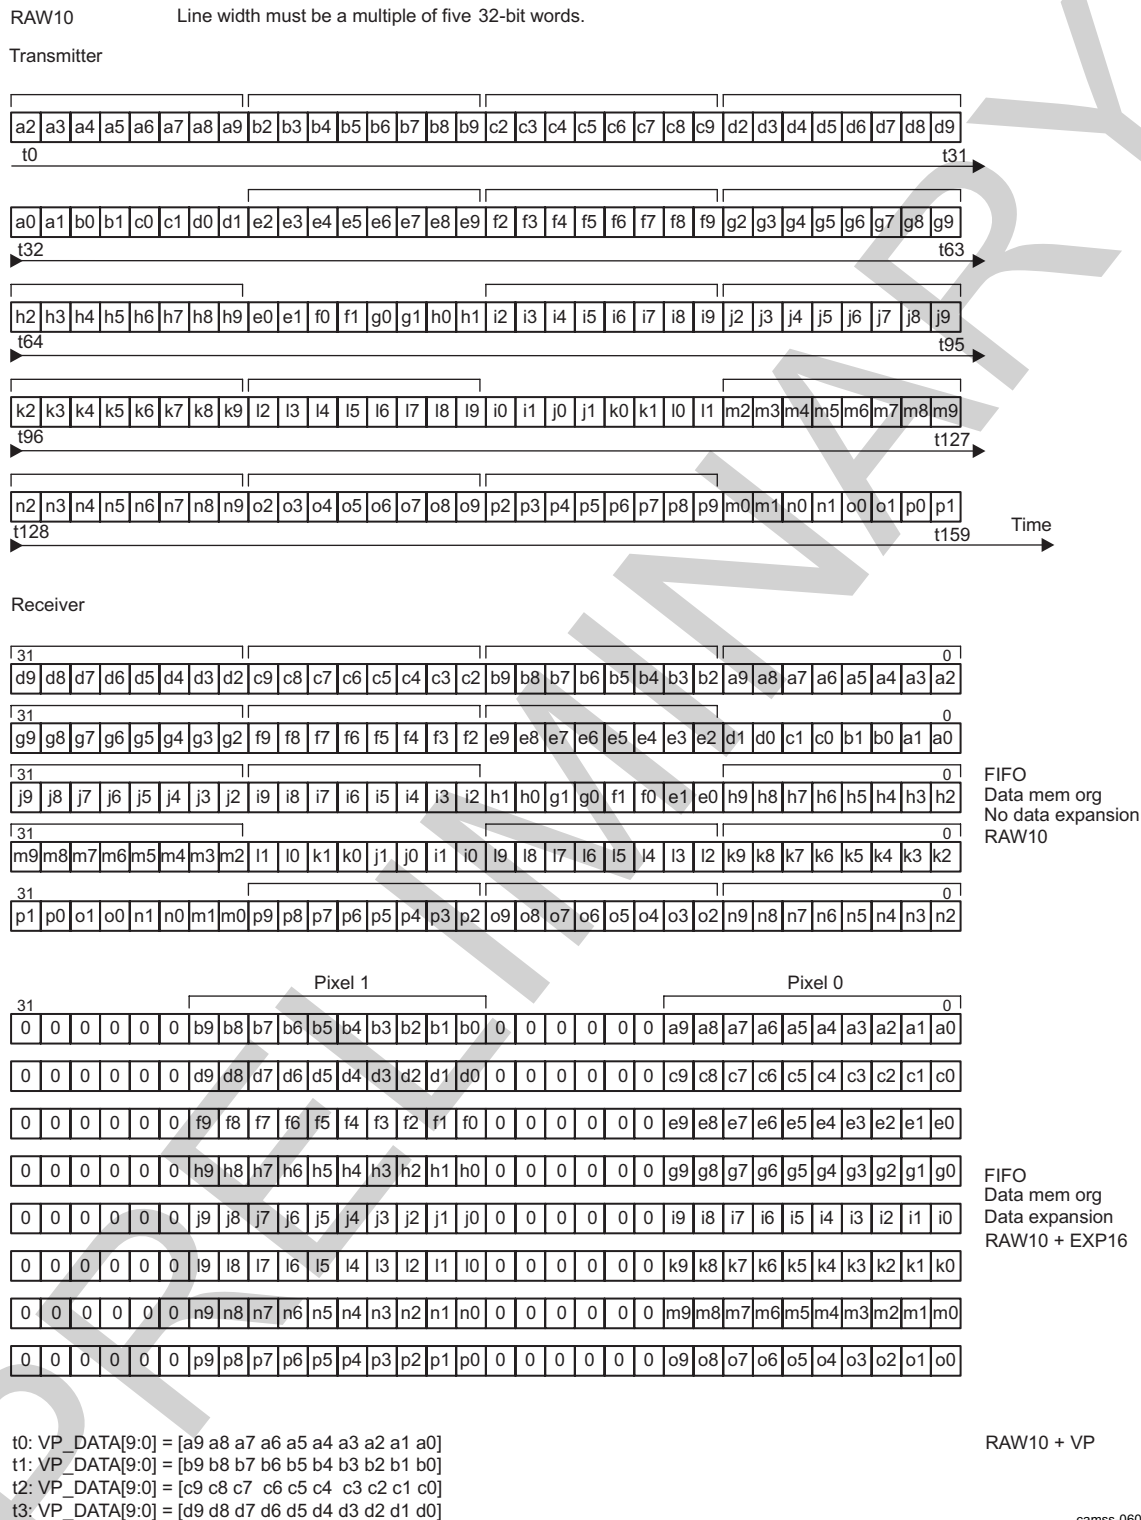 RAW10 Line width must be a multiple of five 32-bit words.
Transmitter
a2 a3 a4 a5 a6 a7 a8 a9 b2 b3 b4 b5 b6 b7 b8 b9 c2 c3 c4 c5 c6 c7 c8 c9 d2 d3 d4 d5 d6 d7 d8 d9
t0 t31
a0 a1 b0 b1 c0 c1 d0 d1 e2 e3 e4 e5 e6 e7 e8 e9 f2 f3 f4 f5 f6 f7 f8 f9 g2 g3 g4 g5 g6 g7 g8 g9
t32 t63
h2 h3 h4 h5 h6 h7 h8 h9 e0 e1 f0 f1 g0 g1 h0 h1 i2 i3 i4 i5 i6 i7 i8 i9 j2 j3 j4 j5 j6 j7 j8 j9
t64 t95
k2 k3 k4 k5 k6 k7 k8 k9 l2 l3 l4 l5 l6 l7 l8 l9 i0 i1 j0 j1 k0 k1 l0 l1 m2 m3 m4 m5 m6 m7 m8 m9
t96 t127
n2 n3 n4 n5 n6 n7 n8 n9 o2 o3 o4 o5 o6 o7 o8 o9 p2 p3 p4 p5 p6 p7 p8 p9 m0 m1 n0 n1 o0 o1 p0 p1
t128 t159 Time
Receiver
31 0
d9 d8 d7 d6 d5 d4 d3 d2 c9 c8 c7 c6 c5 c4 c3 c2 b9 b8 b7 b6 b5 b4 b3 b2 a9 a8 a7 a6 a5 a4 a3 a2
31 0
g9 g8 g7 g6 g5 g4 g3 g2 f9 f8 f7 f6 f5 f4 f3 f2 e9 e8 e7 e6 e5 e4 e3 e2 d1 d0 c1 c0 b1 b0 a1 a0
31 0
j9 j8 j7 j6 j5 j4 j3 j2 i9 i8 i7 i6 i5 i4 i3 i2 h1 h0 g1 g0 f1 f0 e1 e0 h9 h8 h7 h6 h5 h4 h3 h2
31 0
m9 m8 m7 m6 m5 m4 m3 m2 l1 l0 k1 k0 j1 j0 i1 i0 l9 l8 l7 l6 l5 l4 l3 l2 k9 k8 k7 k6 k5 k4 k3 k2
31 0
p1 p0 o1 o0 n1 n0 m1 m0 p9 p8 p7 p6 p5 p4 p3 p2 o9 o8 o7 o6 o5 o4 o3 o2 n9 n8 n7 n6 n5 n4 n3 n2
FIFO
Data mem org
No data expansion
RAW10
Pixel 1 Pixel 0
31 0
0 0 0 0 0 0 b9 b8 b7 b6 b5 b4 b3 b2 b1 b0 0 0 0 0 0 0 a9 a8 a7 a6 a5 a4 a3 a2 a1 a0
0 0 0 0 0 0 d9 d8 d7 d6 d5 d4 d3 d2 d1 d0 0 0 0 0 0 0 c9 c8 c7 c6 c5 c4 c3 c2 c1 c0
0 0 0 0 0 0 f9 f8 f7 f6 f5 f4 f3 f2 f1 f0 0 0 0 0 0 0 e9 e8 e7 e6 e5 e4 e3 e2 e1 e0
0 0 0 0 0 0 h9 h8 h7 h6 h5 h4 h3 h2 h1 h0 0 0 0 0 0 0 g9 g8 g7 g6 g5 g4 g3 g2 g1 g0
0 0 0 0 0 0 j9 j8 j7 j6 j5 j4 j3 j2 j1 j0 0 0 0 0 0 0 i9 i8 i7 i6 i5 i4 i3 i2 i1 i0
0 0 0 0 0 0 l9 l8 l7 l6 l5 l4 l3 l2 l1 l0 0 0 0 0 0 0 k9 k8 k7 k6 k5 k4 k3 k2 k1 k0
0 0 0 0 0 0 n9 n8 n7 n6 n5 n4 n3 n2 n1 n0 0 0 0 0 0 0 m9 m8 m7 m6 m5 m4 m3 m2 m1 m0
0 0 0 0 0 0 p9 p8 p7 p6 p5 p4 p3 p2 p1 p0 0 0 0 0 0 0 o9 o8 o7 o6 o5 o4 o3 o2 o1 o0
FIFO
Data mem org
Data expansion
RAW10 + EXP16
t0: VP_DATA[9:0] = [a9 a8 a7 a6 a5 a4 a3 a2 a1 a0] RAW10 + VP
t1: VP_DATA[9:0] = [b9 b8 b7 b6 b5 b4 b3 b2 b1 b0]
t2: VP_DATA[9:0] = [c9 c8 c7 c6 c5 c4 c3 c2 c1 c0]
t3: VP_DATA[9:0] = [d9 d8 d7 d6 d5 d4 d3 d2 d1 d0]
camss-060
PRELIMINARY